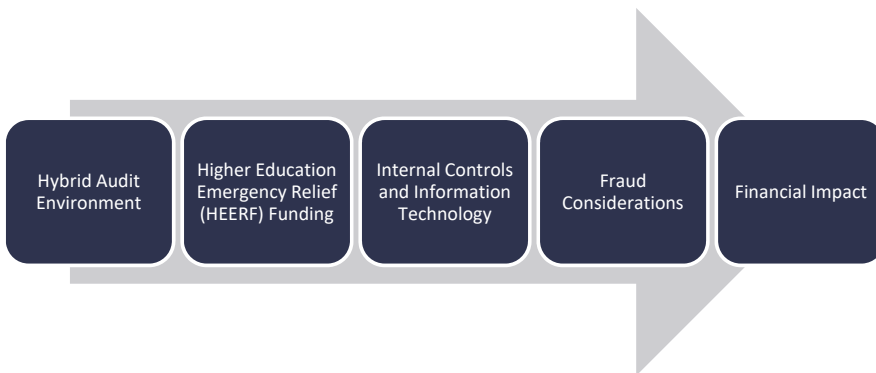 Hybrid Audit
Environment
Higher Education
Emergency Relief
(HEERF) Funding
Internal Controls
and Information
Technology
Fraud
Considerations
Financial Impact